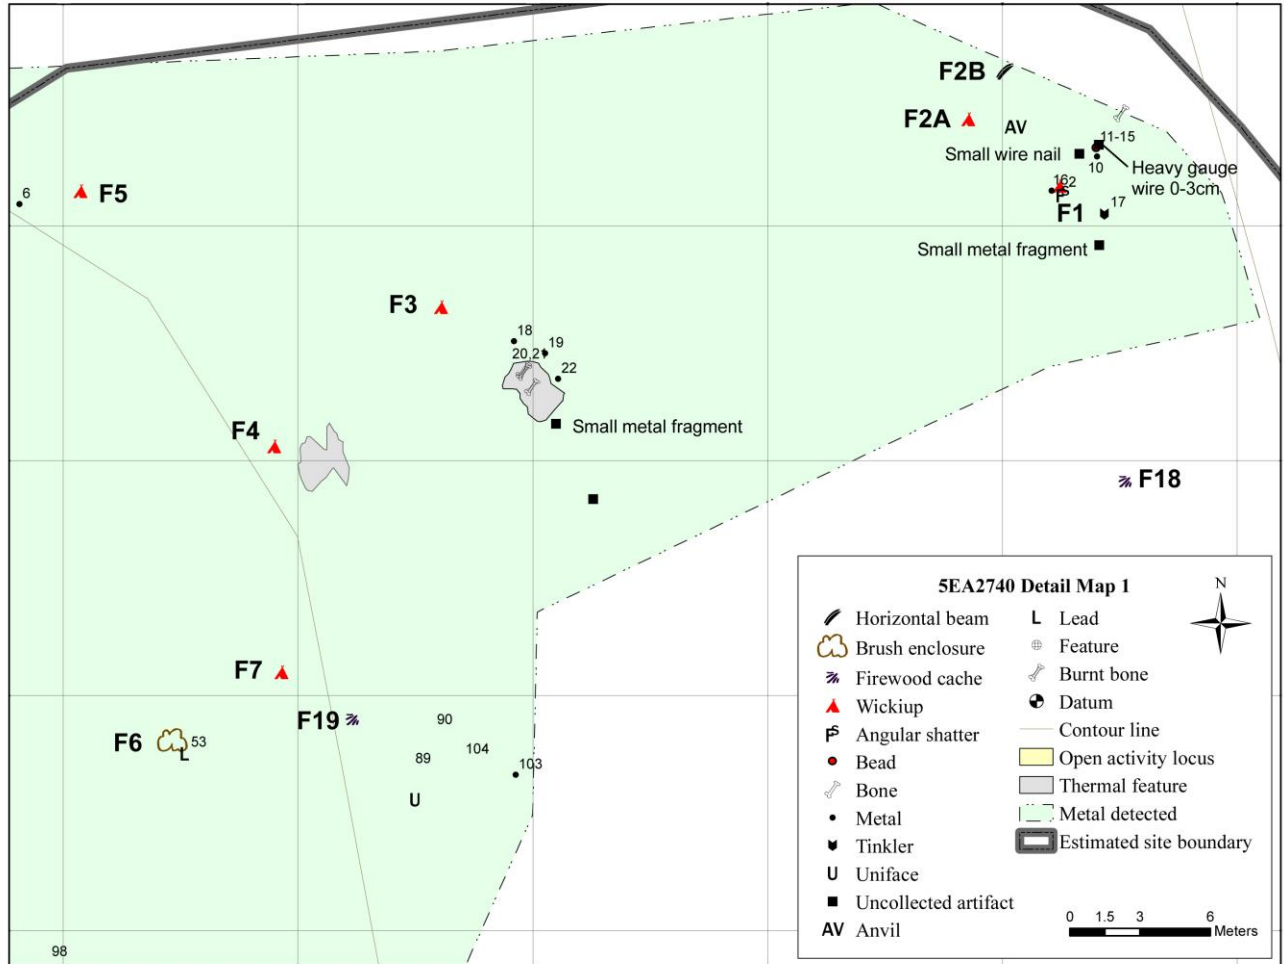 F2B
F2A
AV
11-15
Small wire nail
10
Heavy gauge
wire 0-3cm
6
F5
16
52
F1
17
Small metal fragment
F3
18
19
20,2
22
Small metal fragment
F4
F18
F7
F19
90
F6
53
L
104
89
103
U
98
5EA2740 Detail Map 1
N
Horizontal beam
Brush enclosure
Firewood cache
Wickiup
Angular shatter
Bead
Bone
Metal
Tinkler
U Uniface
Uncollected artifact
AV Anvil
L Lead
Feature
Burnt bone
Datum
Contour line
Open activity locus
Thermal feature
Metal detected
Estimated site boundary
0 1.5 3 6
Meters